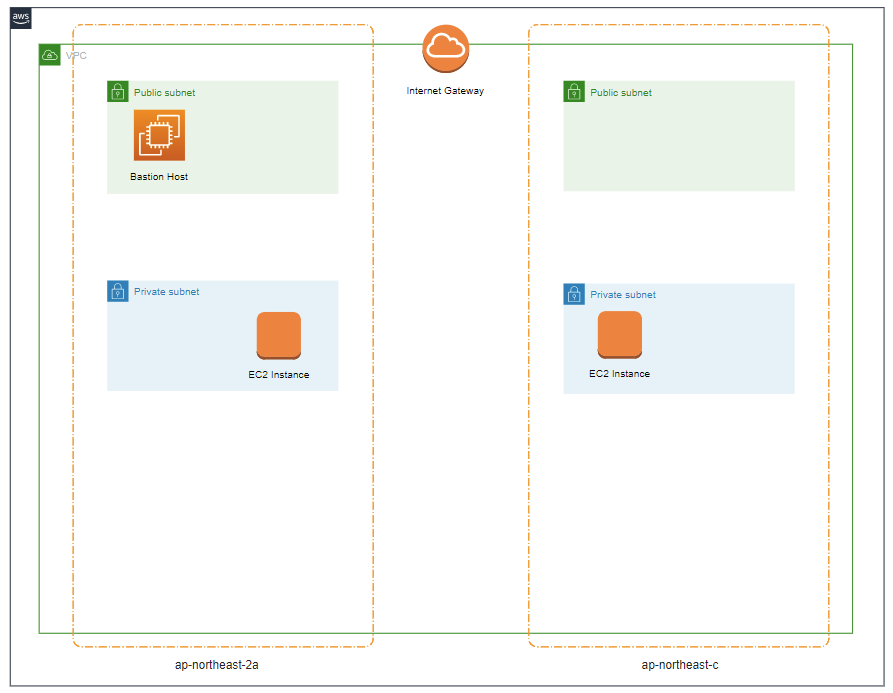 aws
VPC
Internet Gateway
Public subnet
Bastion Host
Public subnet
Private subnet
EC2 Instance
Private subnet
EC2 Instance
ap-northeast-2a
ap-northeast-c